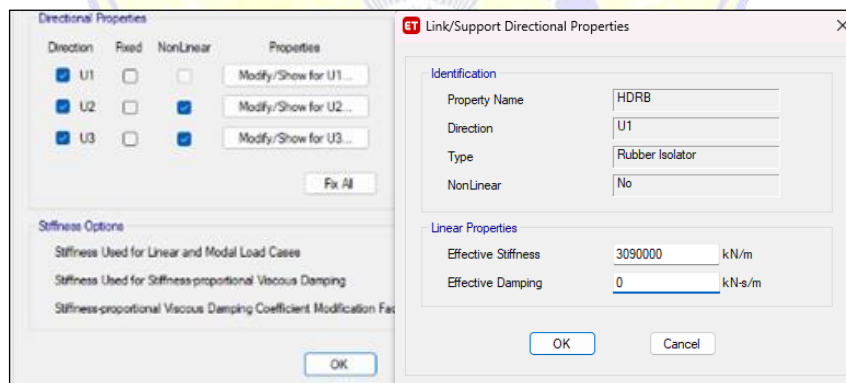 Directional Properties
Direction Fixed NonLinear Properties
U1 Modify/Show for U1...
U2 Modify/Show for U2...
U3 Modify/Show for U3...
Fix All
Stiffness Options
Stiffness Used for Linear and Modal Load Cases
Stiffness Used for Stiffness-proportional Viscous Damping
Stiffness-proportional Viscous Damping Coefficient Modification Fac
OK
ET Link/Support Directional Properties
Identification
Property Name HDRB
Direction U1
Type Rubber Isolator
NonLinear No
Linear Properties
Effective Stiffness 3090000 kN/m
Effective Damping 0 kN-s/m
OK Cancel